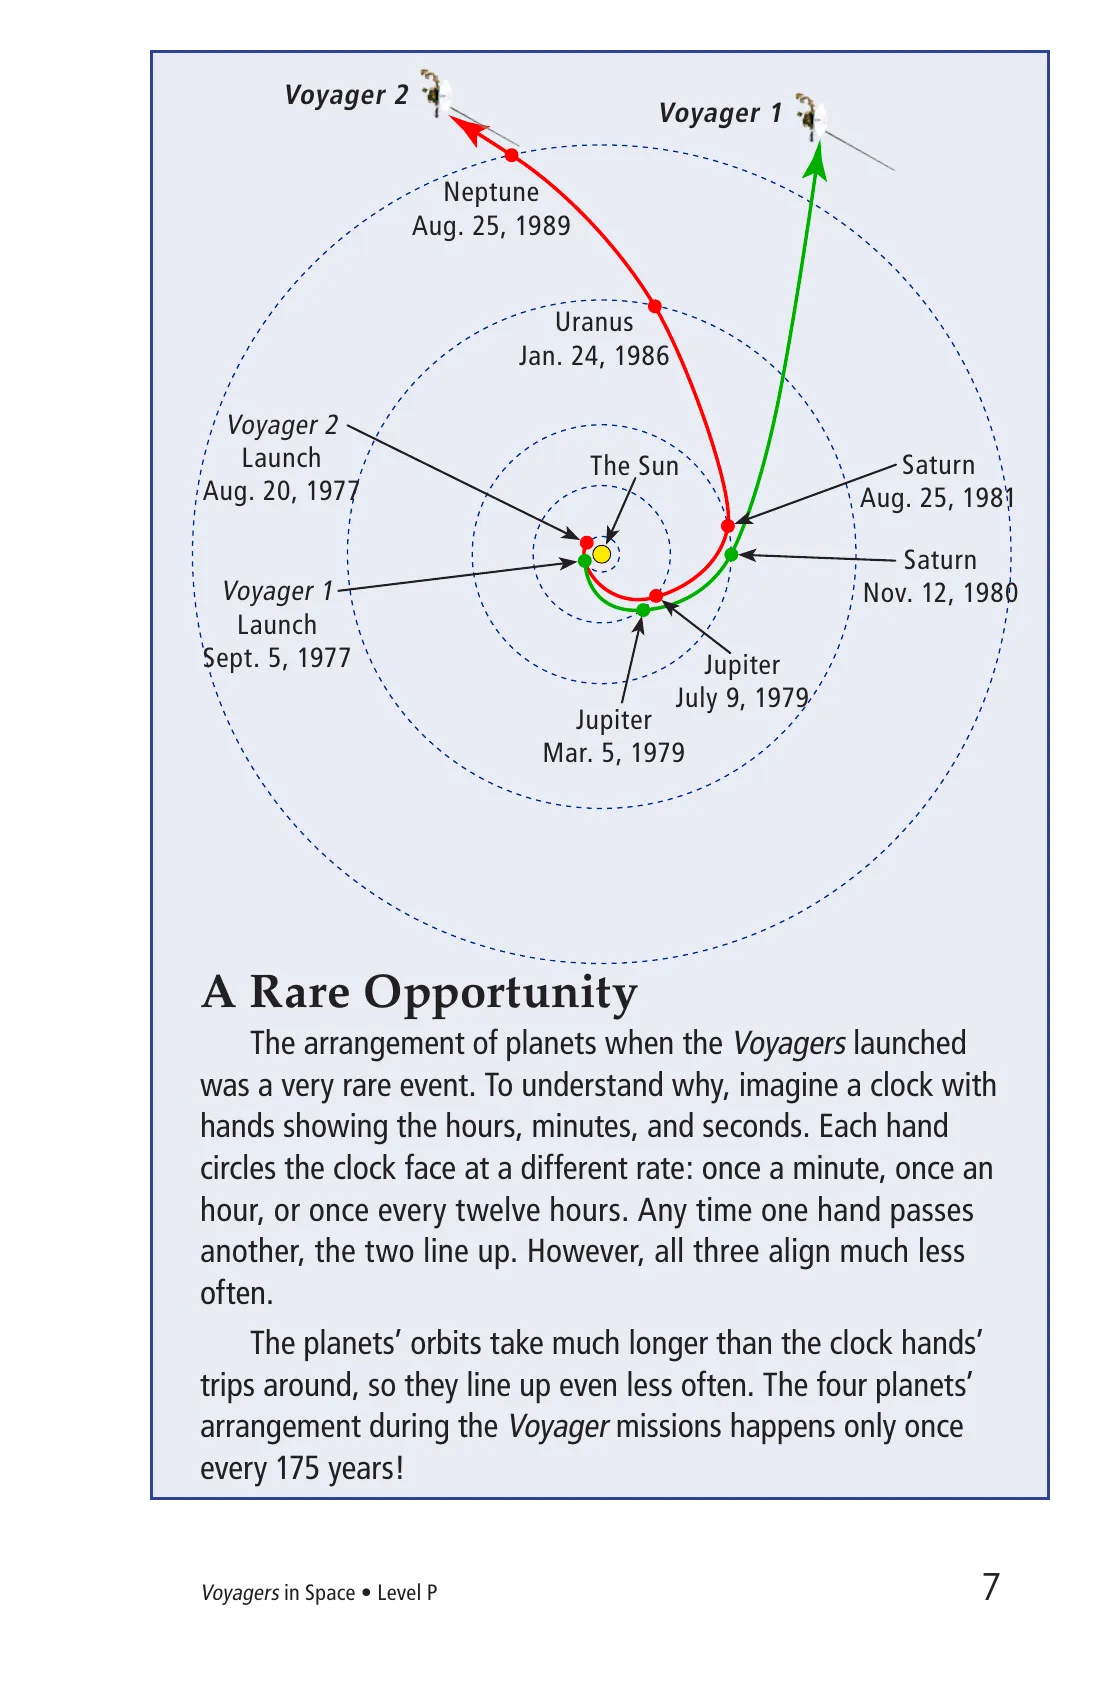 Voyager 2
Voyager 1
Neptune
Aug. 25, 1989
Uranus
Jan. 24, 1986
Voyager 2
Launch
Aug. 20, 1977
The Sun
Saturn
Aug. 25, 1981
Saturn
Nov. 12, 1980
Voyager 1
Launch
Sept. 5, 1977
Jupiter
July 9, 1979
Jupiter
Mar. 5, 1979
A Rare Opportunity
The arrangement of planets when the Voyagers launched
was a very rare event. To understand why, imagine a clock with
hands showing the hours, minutes, and seconds. Each hand
circles the clock face at a different rate: once a minute, once an
hour, or once every twelve hours. Any time one hand passes
another, the two line up. However, all three align much less
often.
The planets’ orbits take much longer than the clock hands’
trips around, so they line up even less often. The four planets’
arrangement during the Voyager missions happens only once
every 175 years!
Voyagers in Space • Level P
7